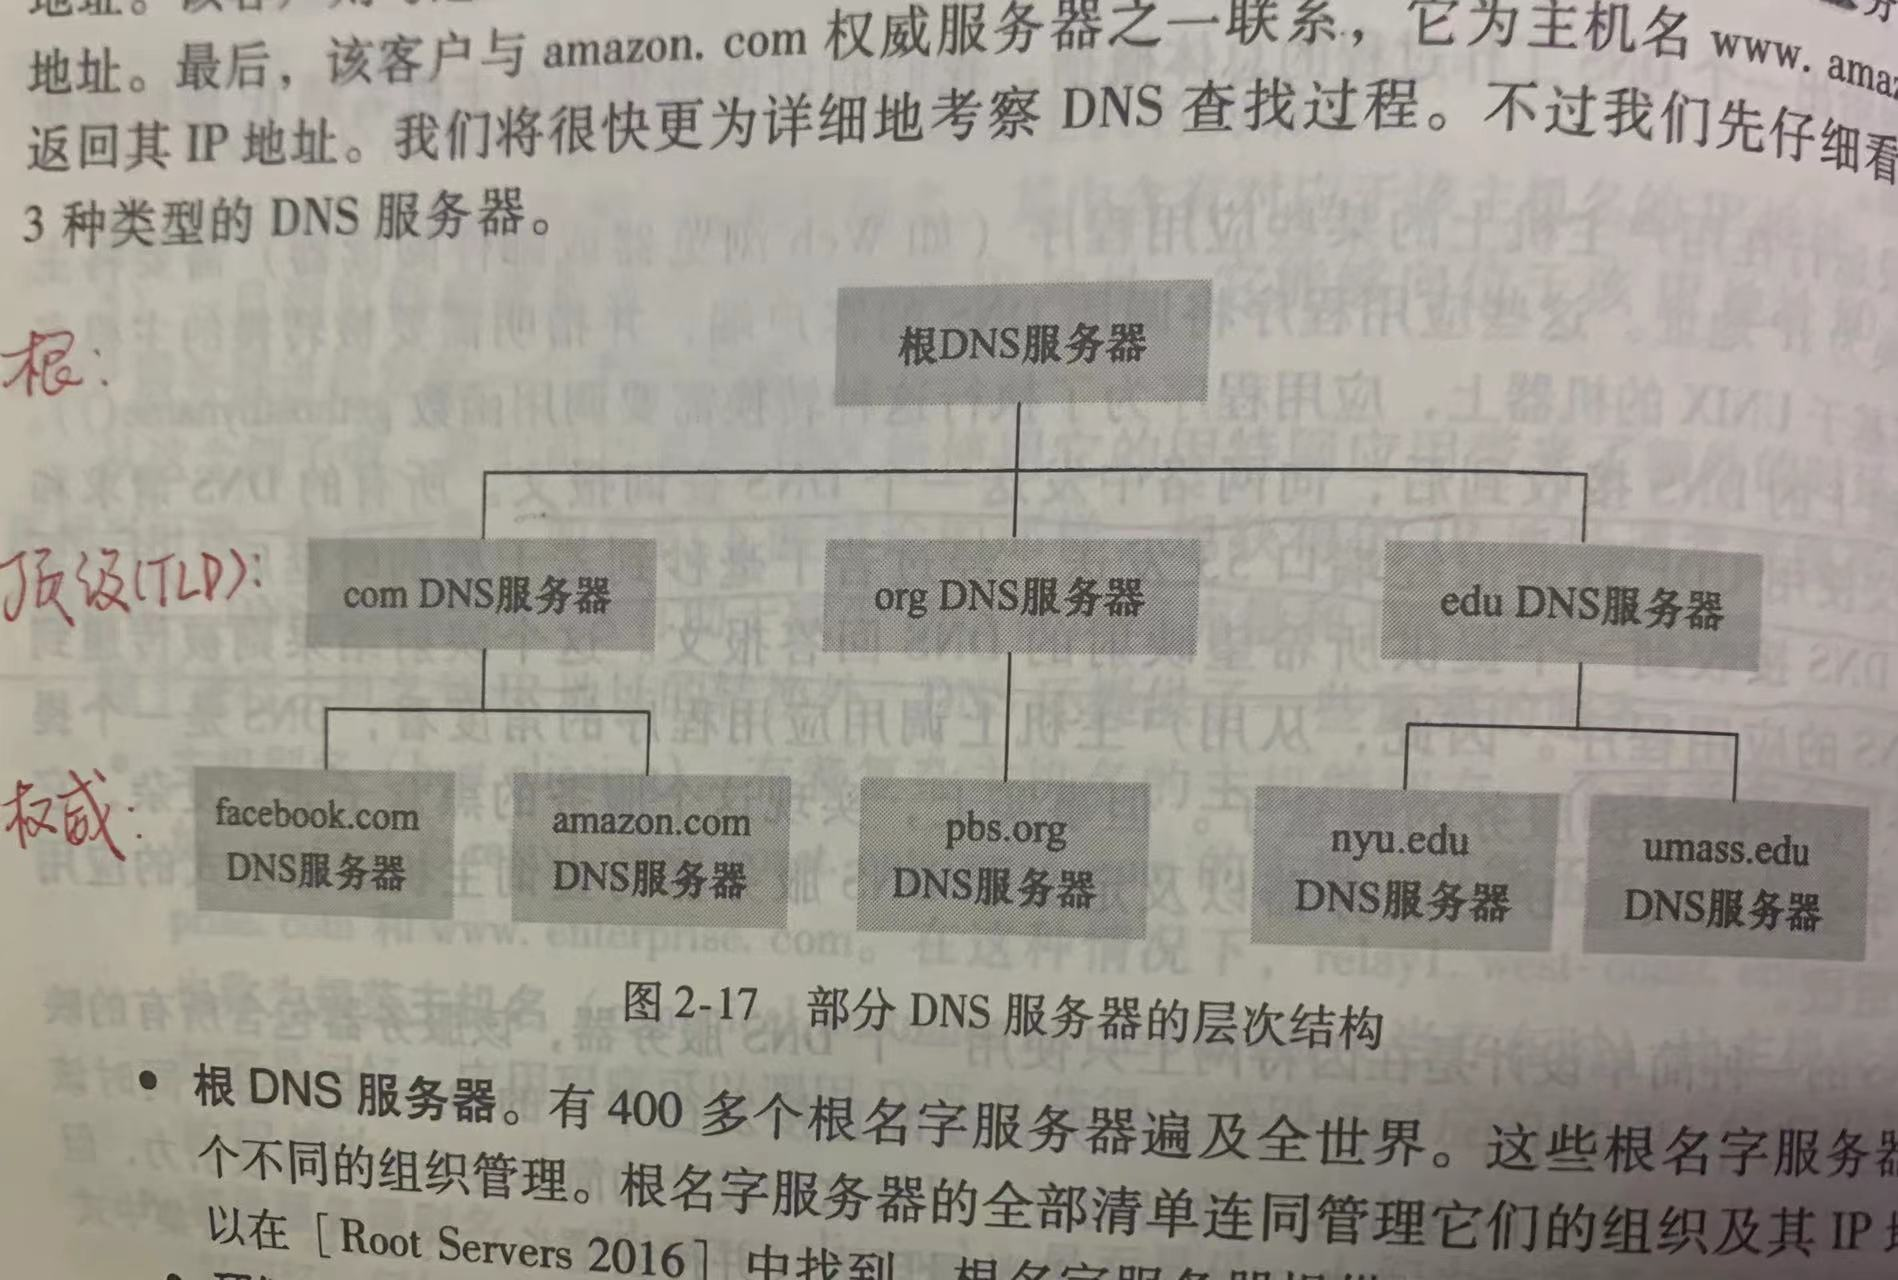 地址。最后，该客户与 amazon. com 权威服务器之一联系，它为主机名 www. amaz
返回其 IP 地址。我们将很快更为详细地考察 DNS 查找过程。不过我们先仔细看
3 种类型的 DNS 服务器。
根：
根DNS服务器
顶级(TLD)：
com DNS服务器 org DNS服务器 edu DNS服务器
权威：
facebook.com DNS服务器
amazon.com DNS服务器
pbs.org DNS服务器
nyu.edu DNS服务器
umass.edu DNS服务器
图 2-17 部分 DNS 服务器的层次结构
• 根 DNS 服务器。有 400 多个根名字服务器遍及全世界。这些根名字服务器
个不同的组织管理。根名字服务器的全部清单连同管理它们的组织及其 IP 地
以在［Root Servers 2016］中找到。根名字服务器提供